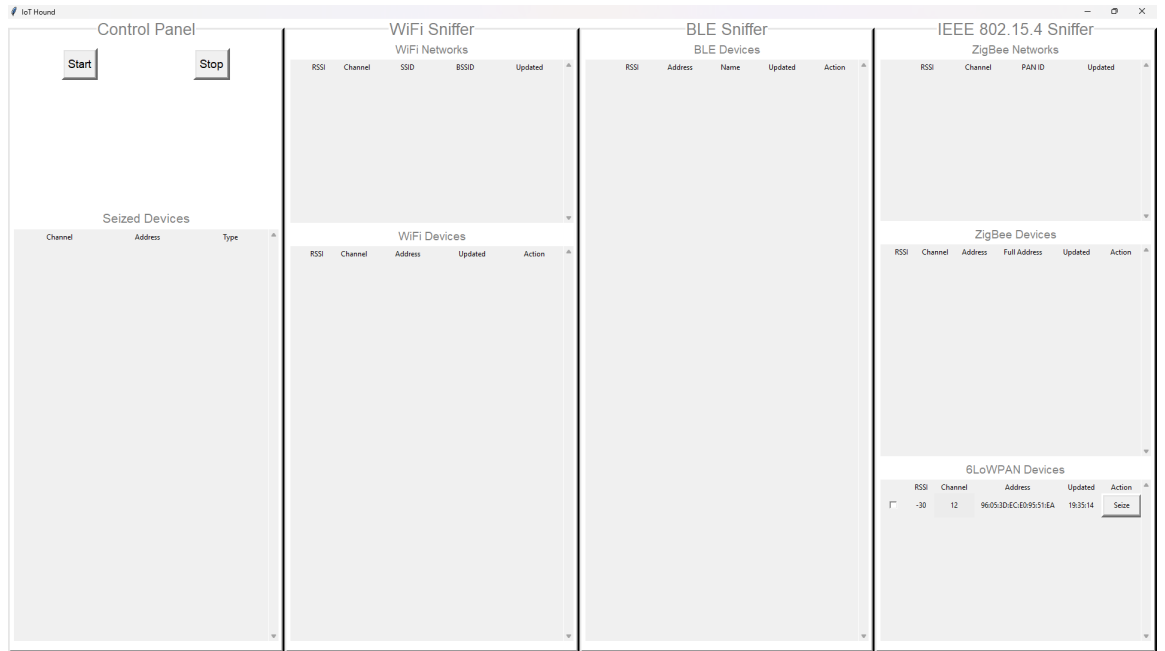 IoT Hound
Control Panel
Start
Stop
Seized Devices
Channel Address Type
WiFi Sniffer
WiFi Networks
RSSI Channel SSID BSSID Updated
WiFi Devices
RSSI Channel Address Updated Action
BLE Sniffer
BLE Devices
RSSI Address Name Updated Action
IEEE 802.15.4 Sniffer
ZigBee Networks
RSSI Channel PAN ID Updated
ZigBee Devices
RSSI Channel Address Full Address Updated Action
6LoWPAN Devices
RSSI Channel Address Updated Action
-30 12 96:05:3D:EC:E0:95:51:EA 19:35:14 Seize